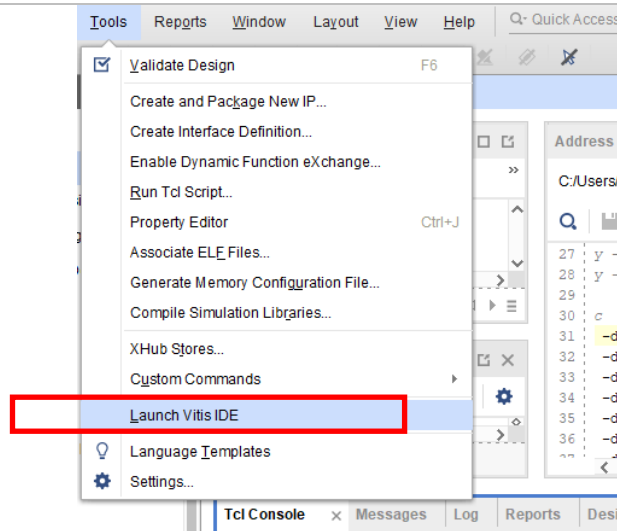 Tools Reports Window Layout View Help Quick Access
Validate Design F6
Create and Package New IP...
Create Interface Definition...
Enable Dynamic Function eXchange...
Run Tcl Script...
Property Editor Ctrl+J
Associate ELF Files...
Generate Memory Configuration File...
Compile Simulation Libraries...
XHub Stores...
Custom Commands
Launch Vitis IDE
Language Templates
Settings...
Address
C:/Users/
27 y -
28 y -
29
30 c
31 -d
32 -d
33 -d
34 -d
35 -d
36 -d
Tcl Console × Messages Log Reports Desi